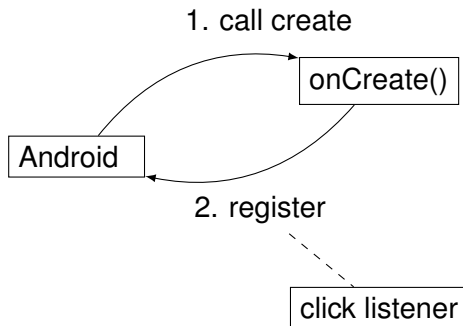 1. call create
onCreate()
Android
2. register
click listener